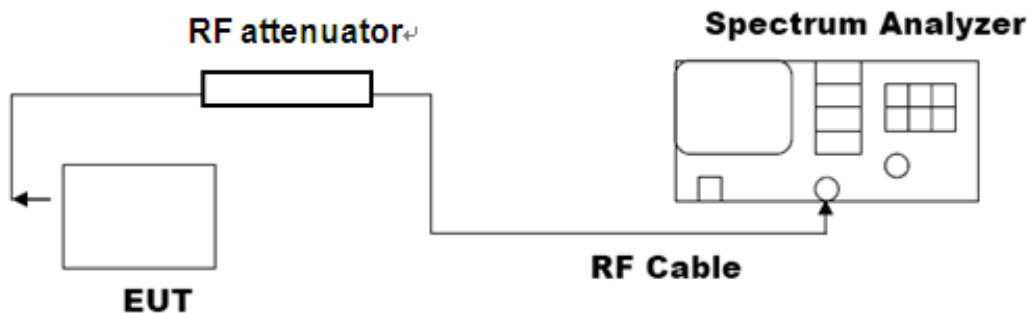 Spectrum Analyzer
RF attenuator↵
RF Cable
EUT